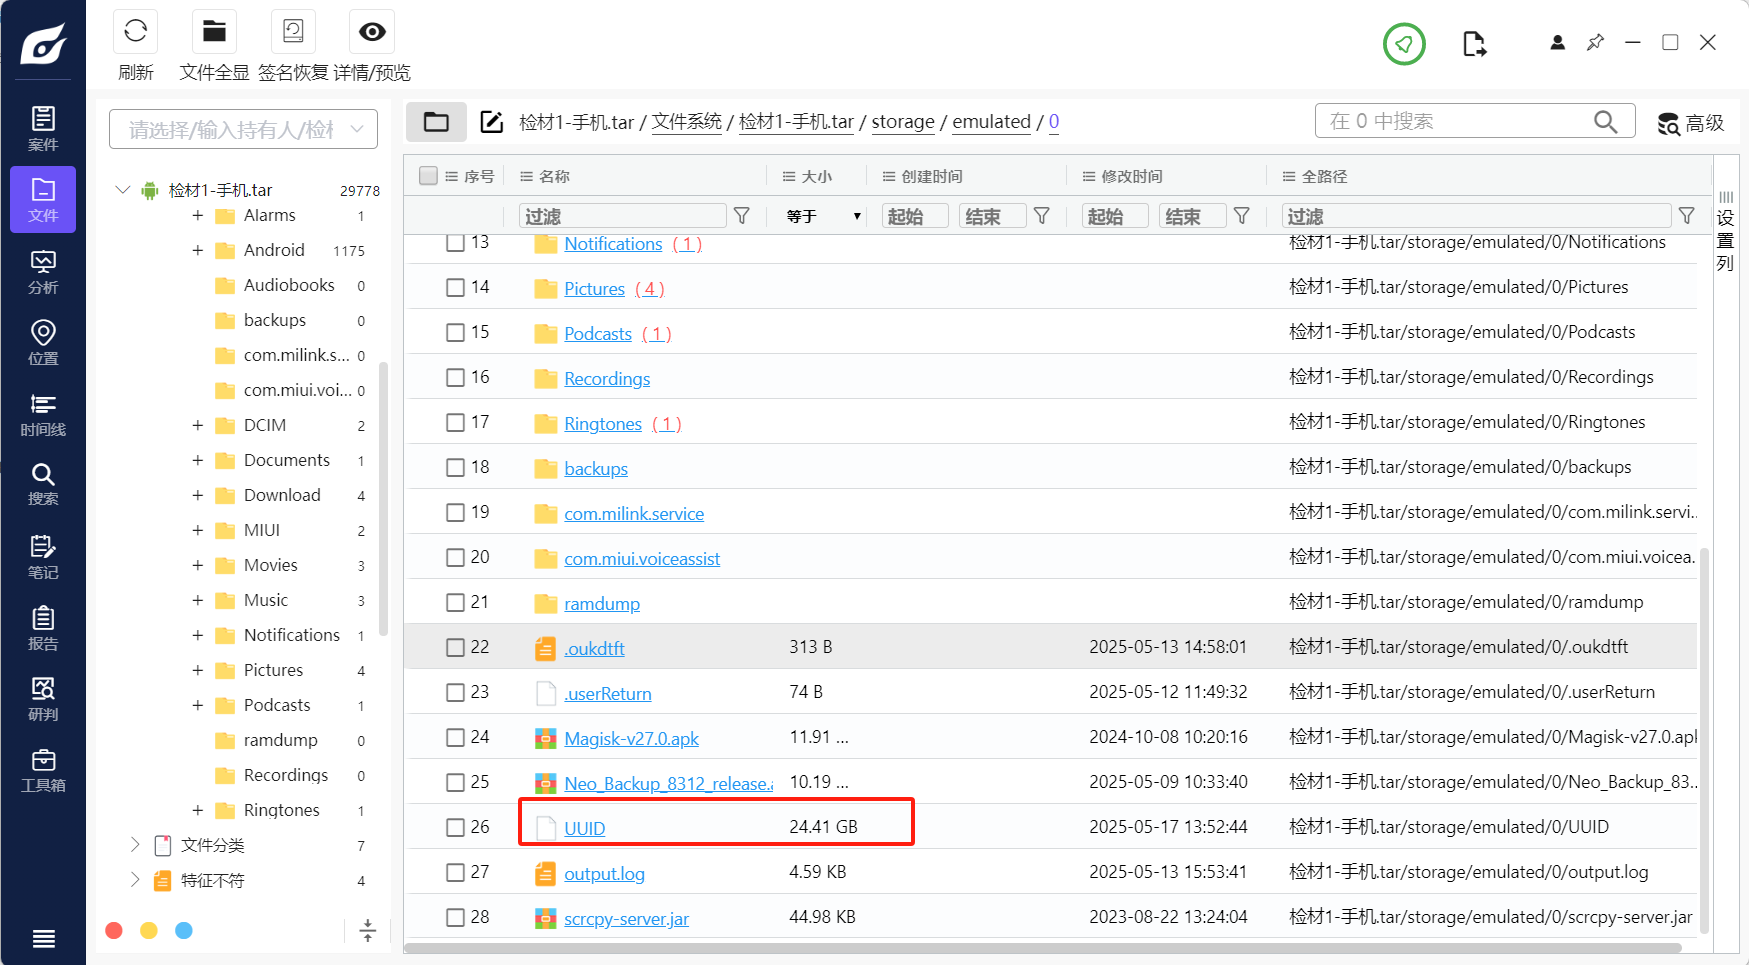 刷新
文件全显
签名恢复
详情/预览
案件
文件
分析
位置
时间线
搜索
笔记
报告
研判
工具箱
请选择/输入持有人/检
检材1-手机.tar 29778
Alarms 1
Android 1175
Audiobooks 0
backups 0
com.milink.s... 0
com.miui.voi... 0
DCIM 2
Documents 1
Download 4
MIUI 2
Movies 3
Music 3
Notifications 1
Pictures 4
Podcasts 1
ramdump 0
Recordings 0
Ringtones 1
文件分类 7
特征不符 4
检材1-手机.tar / 文件系统 / 检材1-手机.tar / storage / emulated / 0
在 0 中搜索
高级
序号 名称 大小 创建时间 修改时间 全路径
过滤 等于 起始 结束 起始 结束 过滤
设置列
13 Notifications ( 1 ) 检材1-手机.tar/storage/emulated/0/Notifications
14 Pictures ( 4 ) 检材1-手机.tar/storage/emulated/0/Pictures
15 Podcasts ( 1 ) 检材1-手机.tar/storage/emulated/0/Podcasts
16 Recordings 检材1-手机.tar/storage/emulated/0/Recordings
17 Ringtones ( 1 ) 检材1-手机.tar/storage/emulated/0/Ringtones
18 backups 检材1-手机.tar/storage/emulated/0/backups
19 com.milink.service 检材1-手机.tar/storage/emulated/0/com.milink.servi...
20 com.miui.voiceassist 检材1-手机.tar/storage/emulated/0/com.miui.voicea...
21 ramdump 检材1-手机.tar/storage/emulated/0/ramdump
22 .oukdtft 313 B 2025-05-13 14:58:01 检材1-手机.tar/storage/emulated/0/.oukdtft
23 .userReturn 74 B 2025-05-12 11:49:32 检材1-手机.tar/storage/emulated/0/.userReturn
24 Magisk-v27.0.apk 11.91 ... 2024-10-08 10:20:16 检材1-手机.tar/storage/emulated/0/Magisk-v27.0.apk
25 Neo_Backup_8312_release.a 10.19 ... 2025-05-09 10:33:40 检材1-手机.tar/storage/emulated/0/Neo_Backup_83...
26 UUID 24.41 GB 2025-05-17 13:52:44 检材1-手机.tar/storage/emulated/0/UUID
27 output.log 4.59 KB 2025-05-13 15:53:41 检材1-手机.tar/storage/emulated/0/output.log
28 scrcpy-server.jar 44.98 KB 2023-08-22 13:24:04 检材1-手机.tar/storage/emulated/0/scrcpy-server.jar